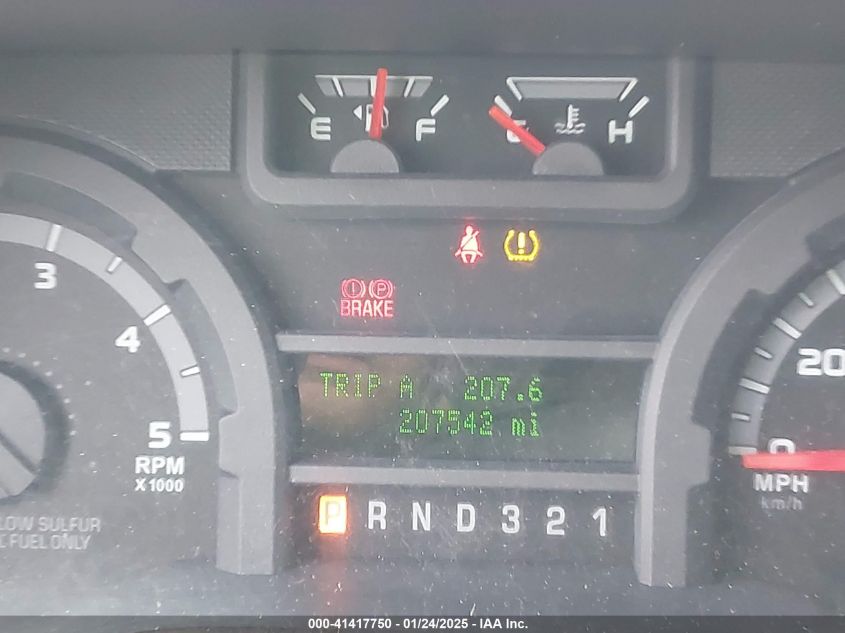 E F
C H
BRAKE
3
4
5
RPM
X 1000
TRIP A 207.6
207542 mi
20
0
MPH
km/h
P R N D 3 2 1
LOW SULFUR
FUEL ONLY
000-41417750 - 01/24/2025 - IAA Inc.